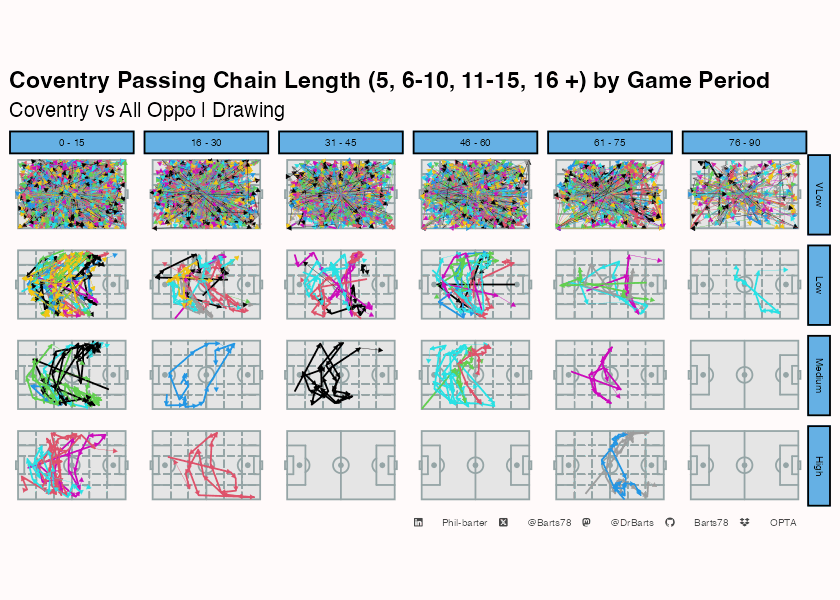 Coventry Passing Chain Length (5, 6-10, 11-15, 16 +) by Game Period
Coventry vs All Oppo | Drawing
0 - 15 16 - 30 31 - 45 46 - 60 61 - 75 76 - 90
VLow
Low
Medium
High
Phil-barter @Barts78 @DrBarts Barts78 OPTA